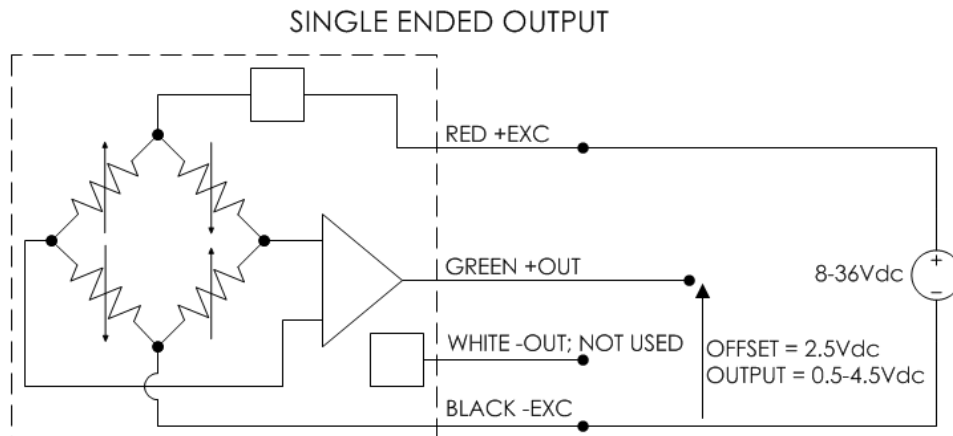 SINGLE ENDED OUTPUT
RED +EXC
GREEN +OUT
8-36Vdc
+
−
WHITE -OUT; NOT USED
OFFSET = 2.5Vdc
OUTPUT = 0.5-4.5Vdc
BLACK -EXC